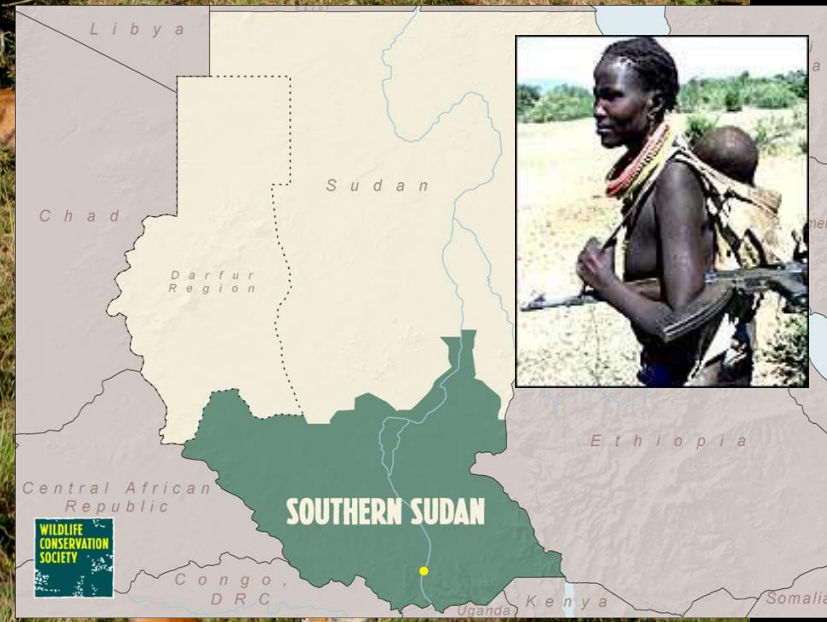 Libya
Chad
Sudan
Darfur
Region
Ethiopia
Central African
Republic
SOUTHERN SUDAN
WILDLIFE
CONSERVATION
SOCIETY
Congo,
DRC
Uganda
Kenya
Somalia